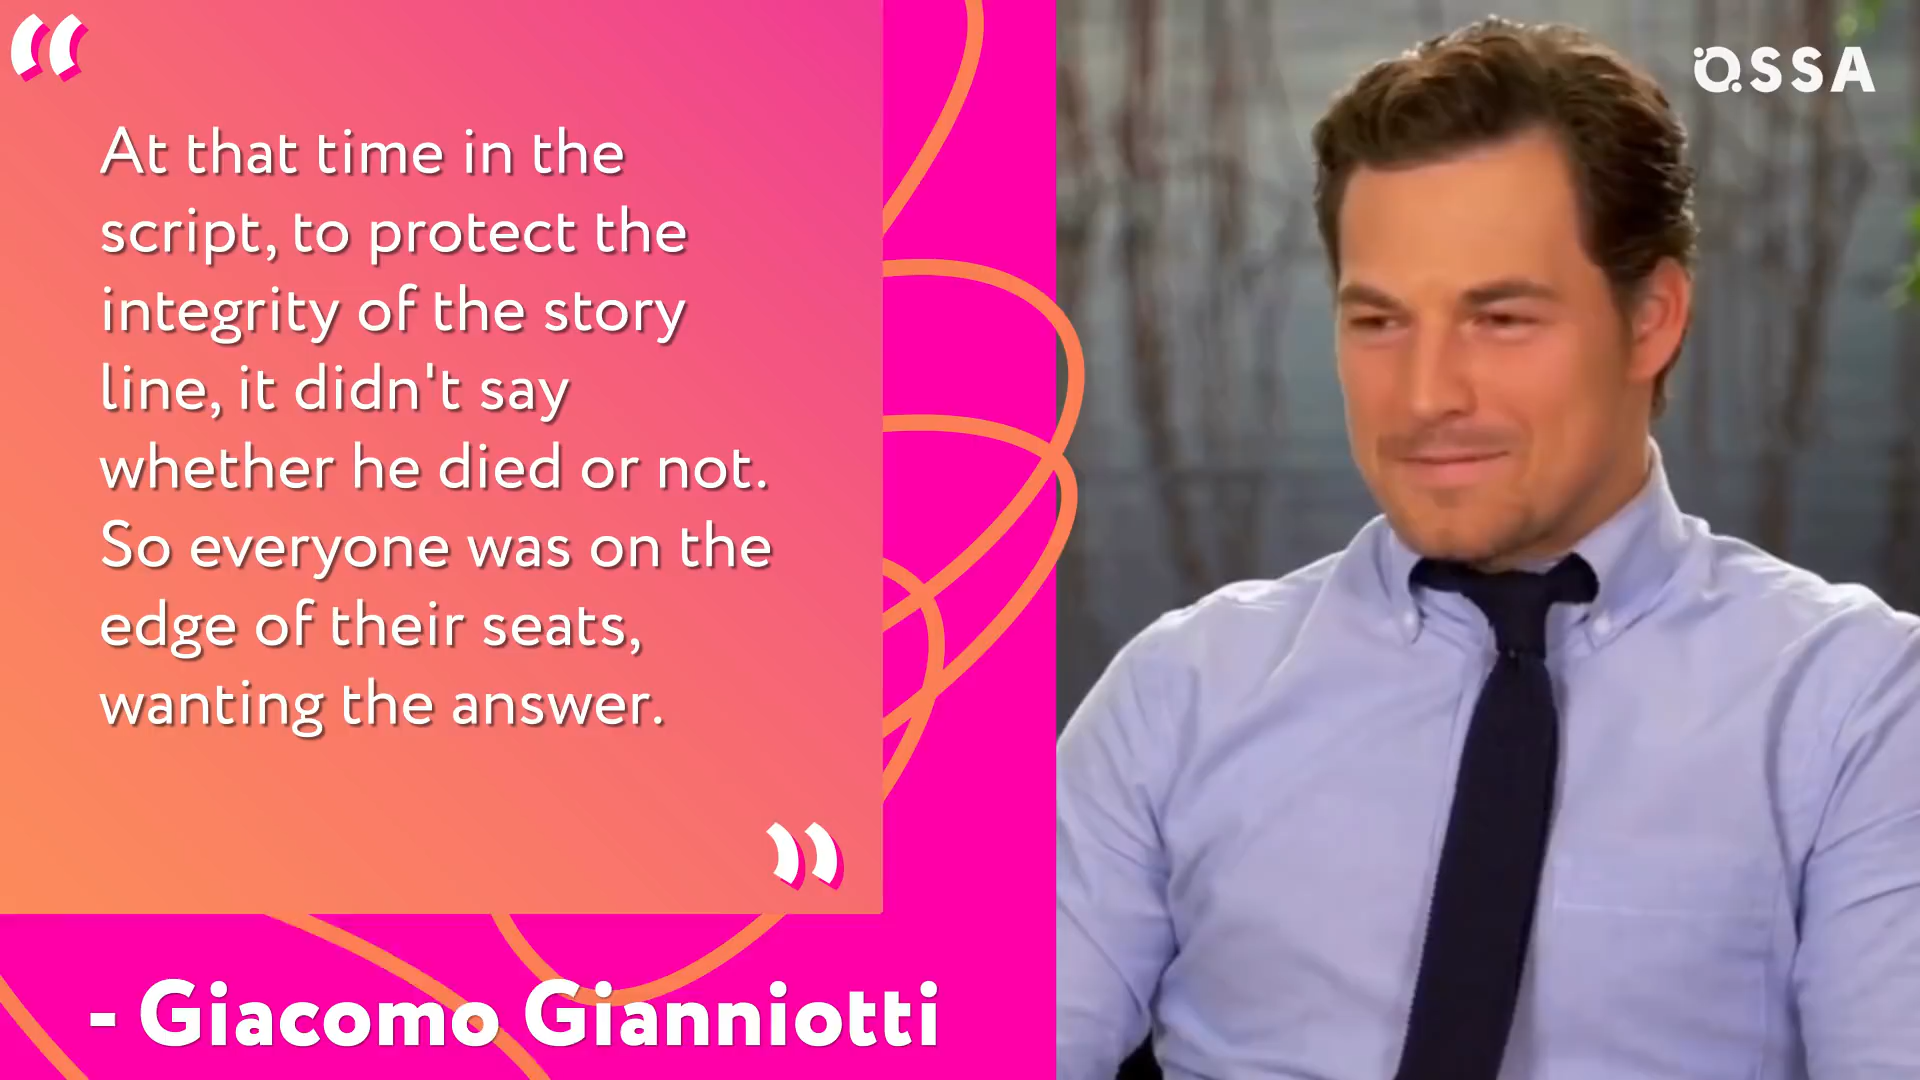 “
At that time in the
script, to protect the
integrity of the story
line, it didn't say
whether he died or not.
So everyone was on the
edge of their seats,
wanting the answer.
”
- Giacomo Gianniotti
OSSA